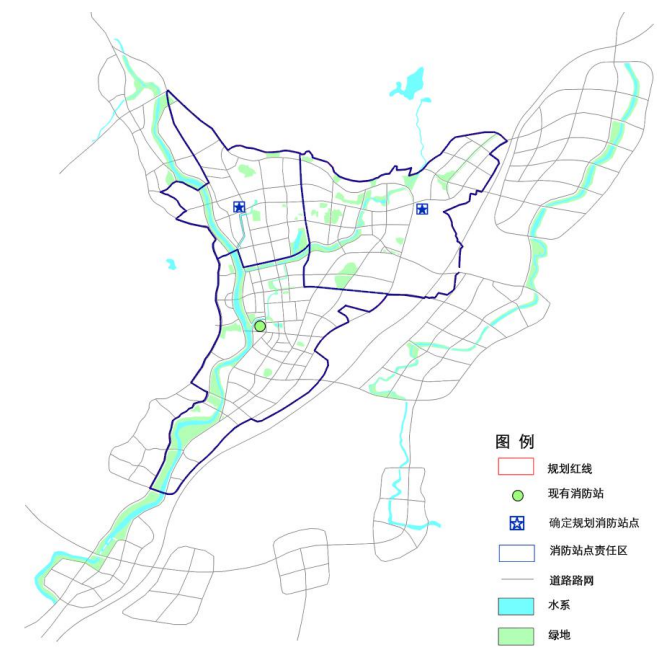 图 例
规划红线
现有消防站
确定规划消防站点
消防站点责任区
道路路网
水系
绿地